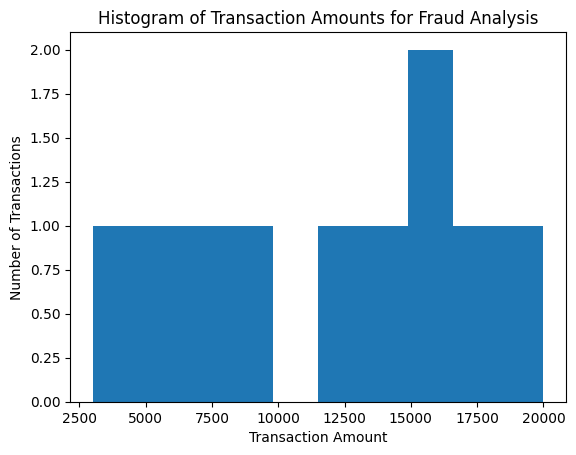 Histogram of Transaction Amounts for Fraud Analysis
2.00
1.75
1.50
1.25
1.00
0.75
0.50
0.25
0.00
Number of Transactions
2500 5000 7500 10000 12500 15000 17500 20000
Transaction Amount